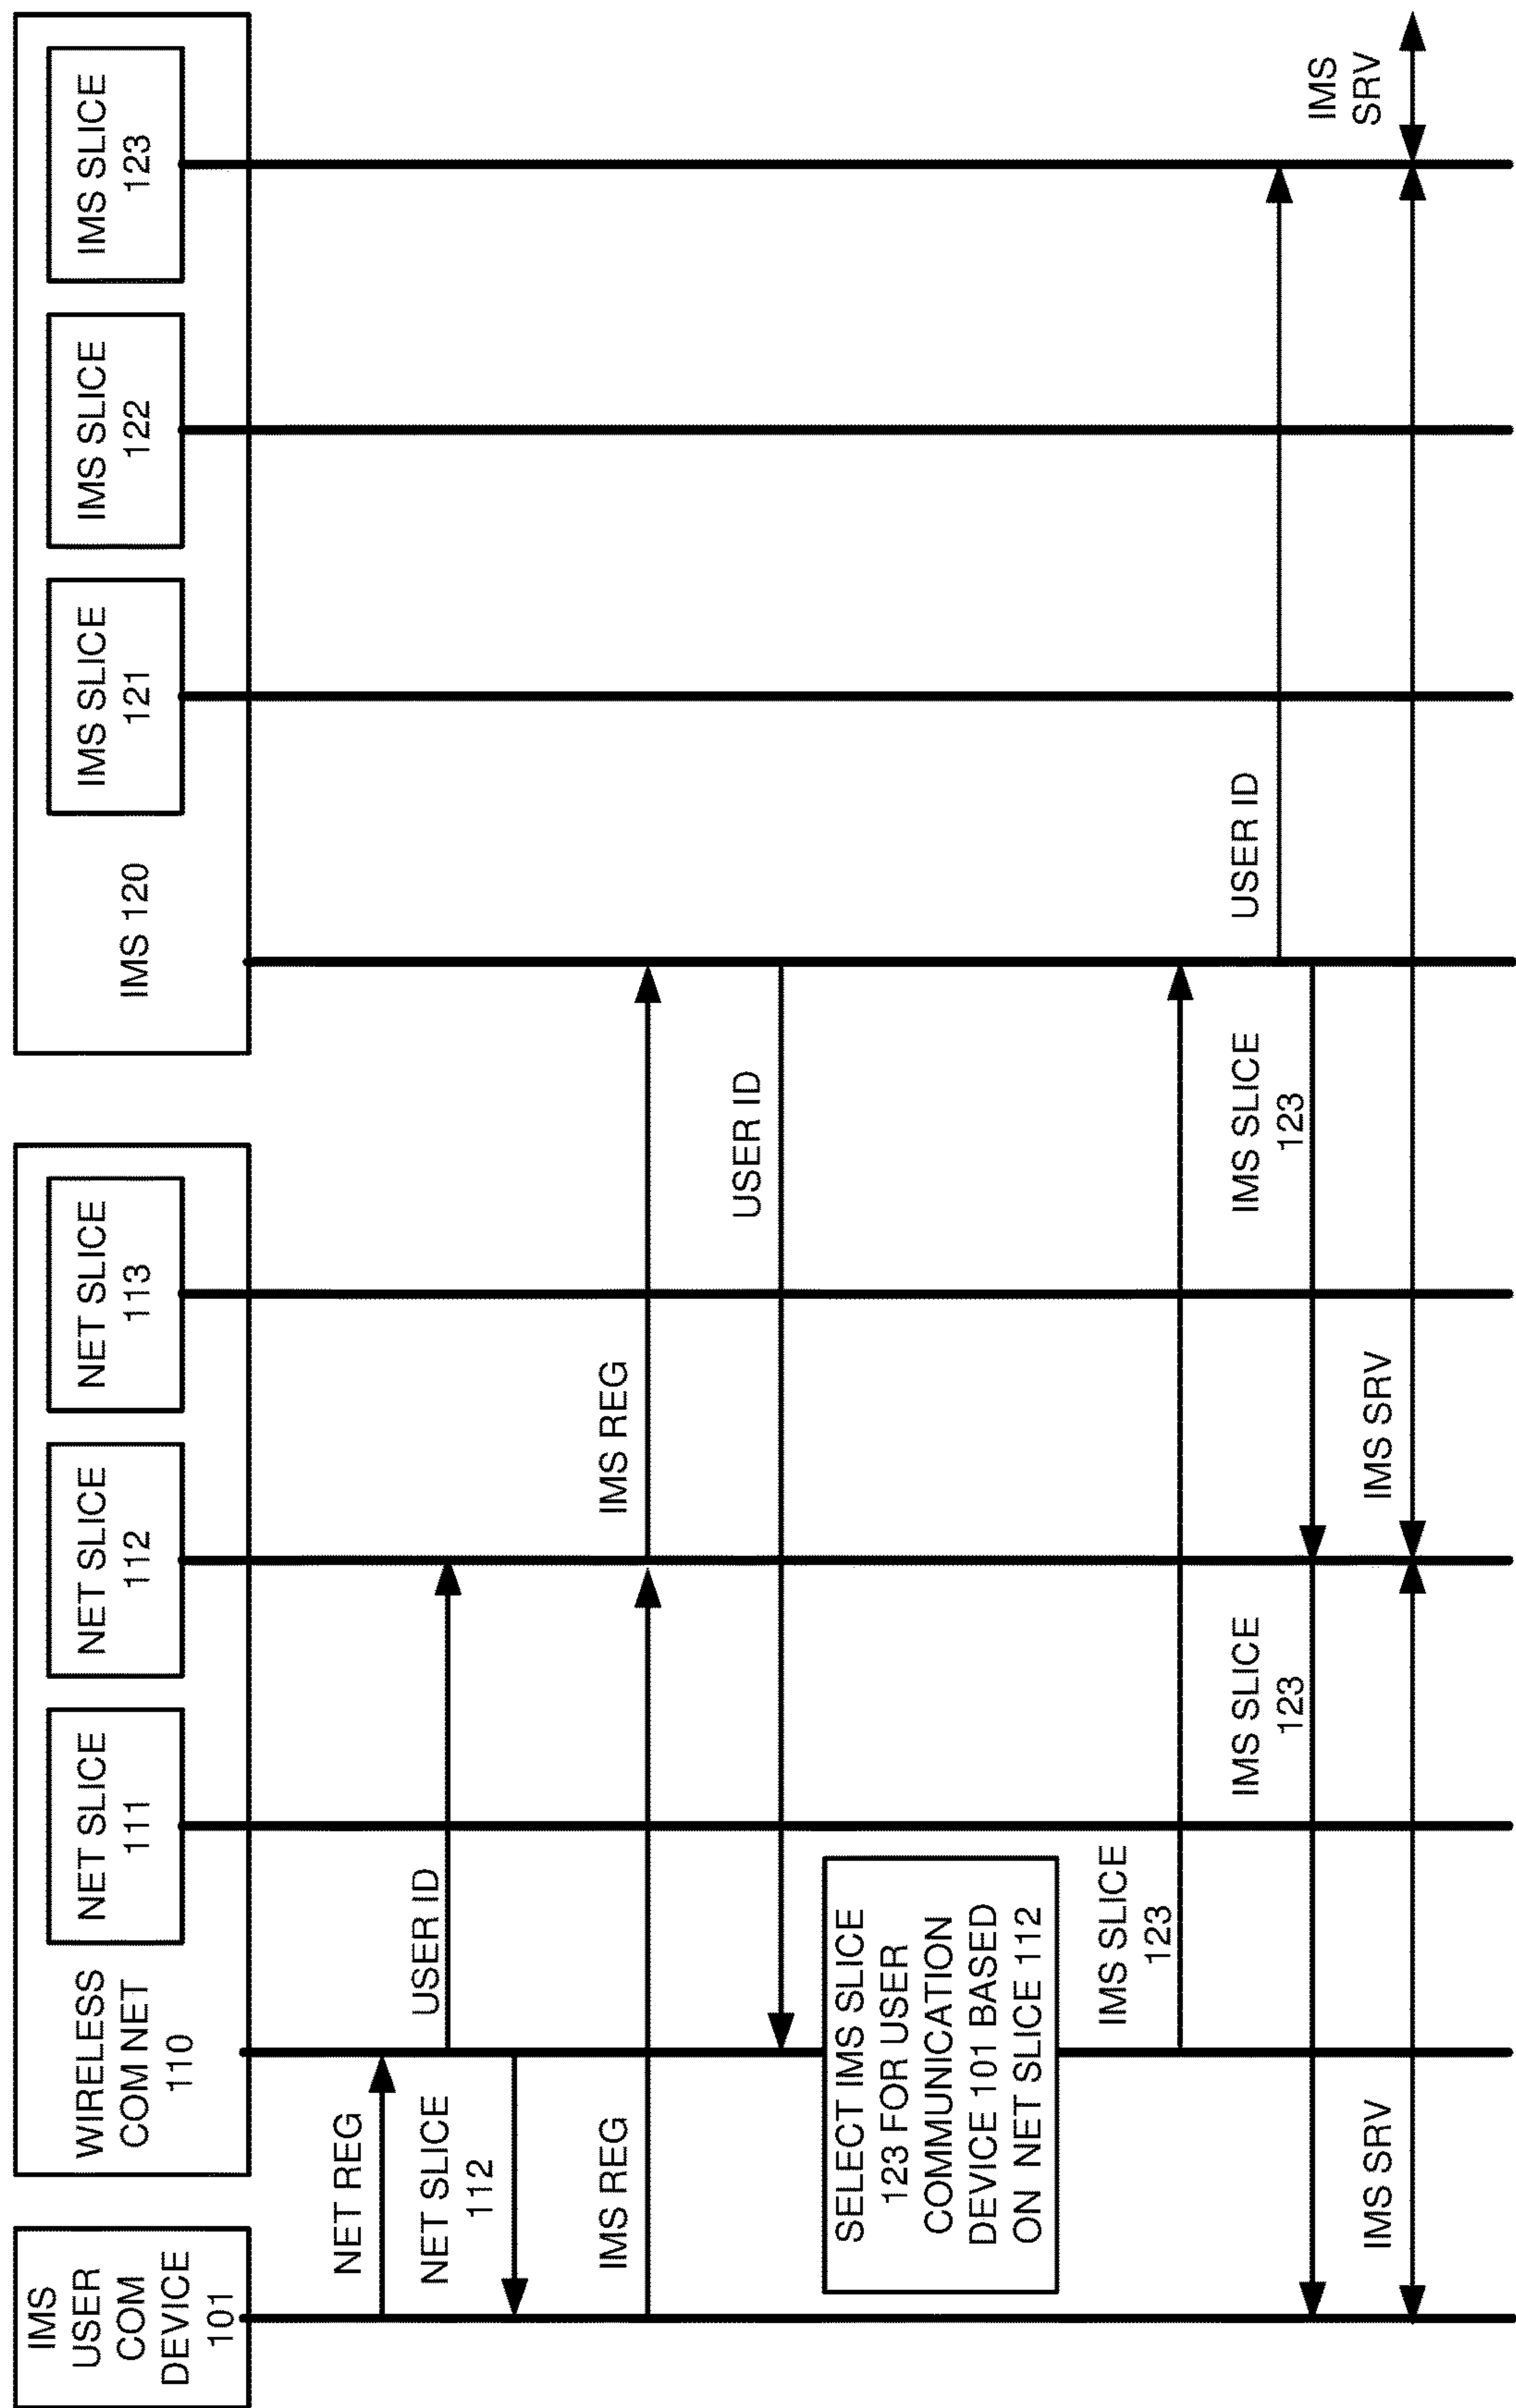 IMS
USER
COM
DEVICE
101
WIRELESS
COM NET
110
NET SLICE
111
NET SLICE
112
NET SLICE
113
IMS 120
IMS SLICE
121
IMS SLICE
122
IMS SLICE
123
NET REG
USER ID
NET SLICE
112
IMS REG
IMS REG
USER ID
SELECT IMS SLICE
123 FOR USER
COMMUNICATION
DEVICE 101 BASED
ON NET SLICE 112
IMS SLICE
123
USER ID
IMS SLICE
123
IMS SLICE
123
IMS SRV
IMS SRV
IMS
SRV